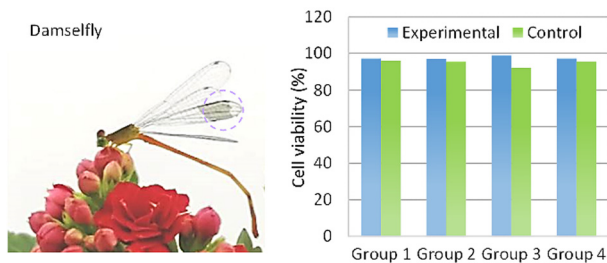 Damselfly
Cell viability (%)
120
100
80
60
40
20
0
Experimental
Control
Group 1
Group 2
Group 3
Group 4